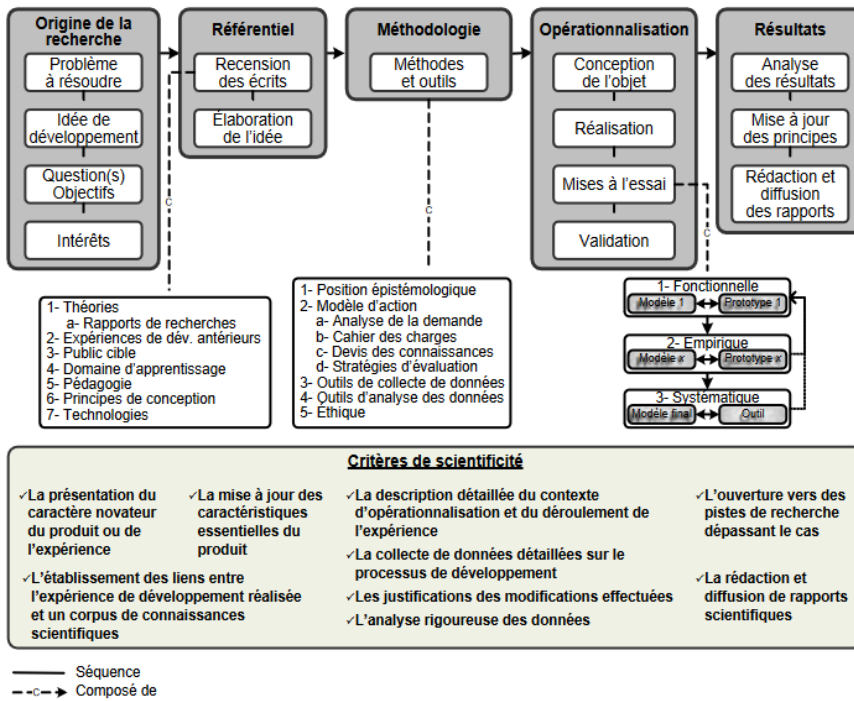 Origine de la
recherche
Problème
à résoudre
Idée de
développement
Question(s)
Objectifs
Intérêts
Référentiel
Recension
des écrits
Élaboration
de l'idée
Méthodologie
Méthodes
et outils
Opérationnalisation
Conception
de l'objet
Réalisation
Mises à l'essai
Validation
Résultats
Analyse
des résultats
Mise à jour
des principes
Rédaction et
diffusion
des rapports
c
c
c
1- Théories
a- Rapports de recherches
2- Expériences de dév. antérieurs
3- Public cible
4- Domaine d'apprentissage
5- Pédagogie
6- Principes de conception
7- Technologies
1- Position épistémologique
2- Modèle d'action
a- Analyse de la demande
b- Cahier des charges
c- Devis des connaissances
d- Stratégies d'évaluation
3- Outils de collecte de données
4- Outils d'analyse des données
5- Éthique
1- Fonctionnelle
Modèle 1 Prototype 1
2- Empirique
Modèle x Prototype x
3- Systématique
Modèle final Outil
Critères de scientificité
✓La présentation du
caractère novateur
du produit ou de
l'expérience
✓La mise à jour des
caractéristiques
essentielles du
produit
✓L'établissement des liens entre
l'expérience de développement réalisée
et un corpus de connaissances
scientifiques
✓La description détaillée du contexte
d'opérationnalisation et du déroulement de
l'expérience
✓La collecte de données détaillées sur le
processus de développement
✓Les justifications des modifications effectuées
✓L'analyse rigoureuse des données
✓L'ouverture vers des
pistes de recherche
dépassant le cas
✓La rédaction et
diffusion de rapports
scientifiques
Séquence
c Composé de